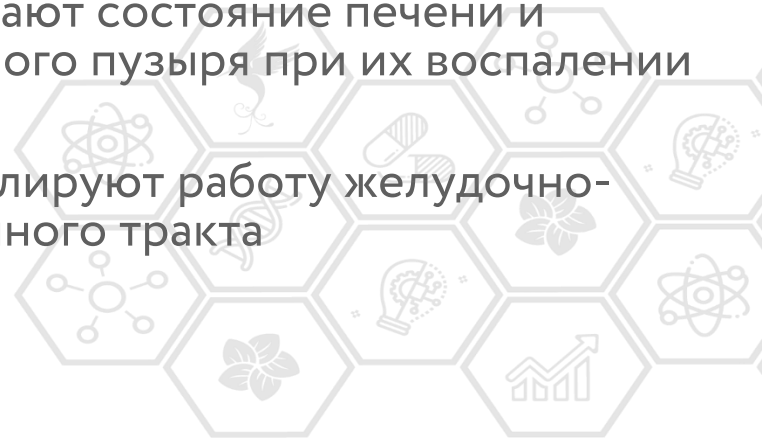 ают состояние печени и
ого пузыря при их воспалении
лируют работу желудочно-
ного тракта